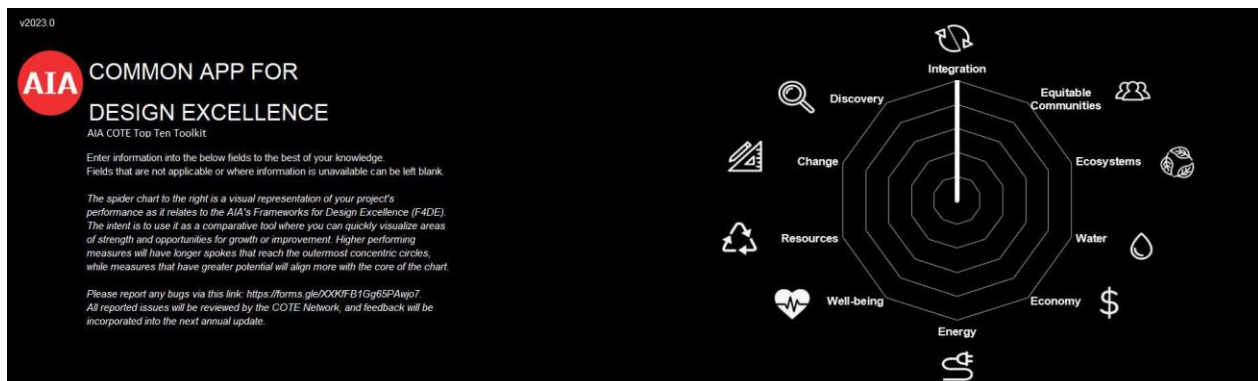 v2023.0
AIA
COMMON APP FOR
DESIGN EXCELLENCE
AIA COTE Top Ten Toolkit
Enter information into the below fields to the best of your knowledge.
Fields that are not applicable or where information is unavailable can be left blank.
The spider chart to the right is a visual representation of your project's
performance as it relates to the AIA's Frameworks for Design Excellence (F4DE).
The intent is to use it as a comparative tool where you can quickly visualize areas
of strength and opportunities for growth or improvement. Higher performing
measures will have longer spokes that reach the outermost concentric circles,
while measures that have greater potential will align more with the core of the chart.
Please report any bugs via this link: https://forms.gle/XXKfFB1Gg65PAwjo7.
All reported issues will be reviewed by the COTE Network, and feedback will be
incorporated into the next annual update.
Integration
Equitable
Communities
Ecosystems
Water
Economy
$
Energy
Well-being
Resources
Change
Discovery